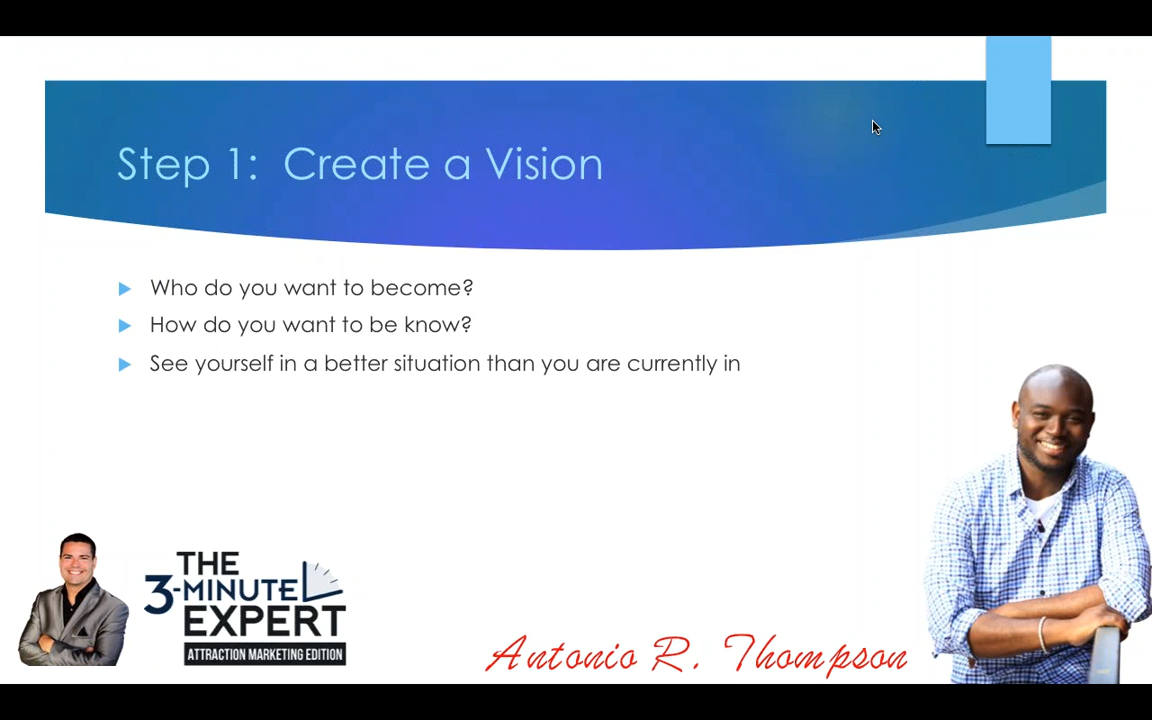 Step 1: Create a Vision
Who do you want to become?
How do you want to be know?
See yourself in a better situation than you are currently in
THE
3-MINUTE
EXPERT
ATTRACTION MARKETING EDITION
Antonio R. Thompson